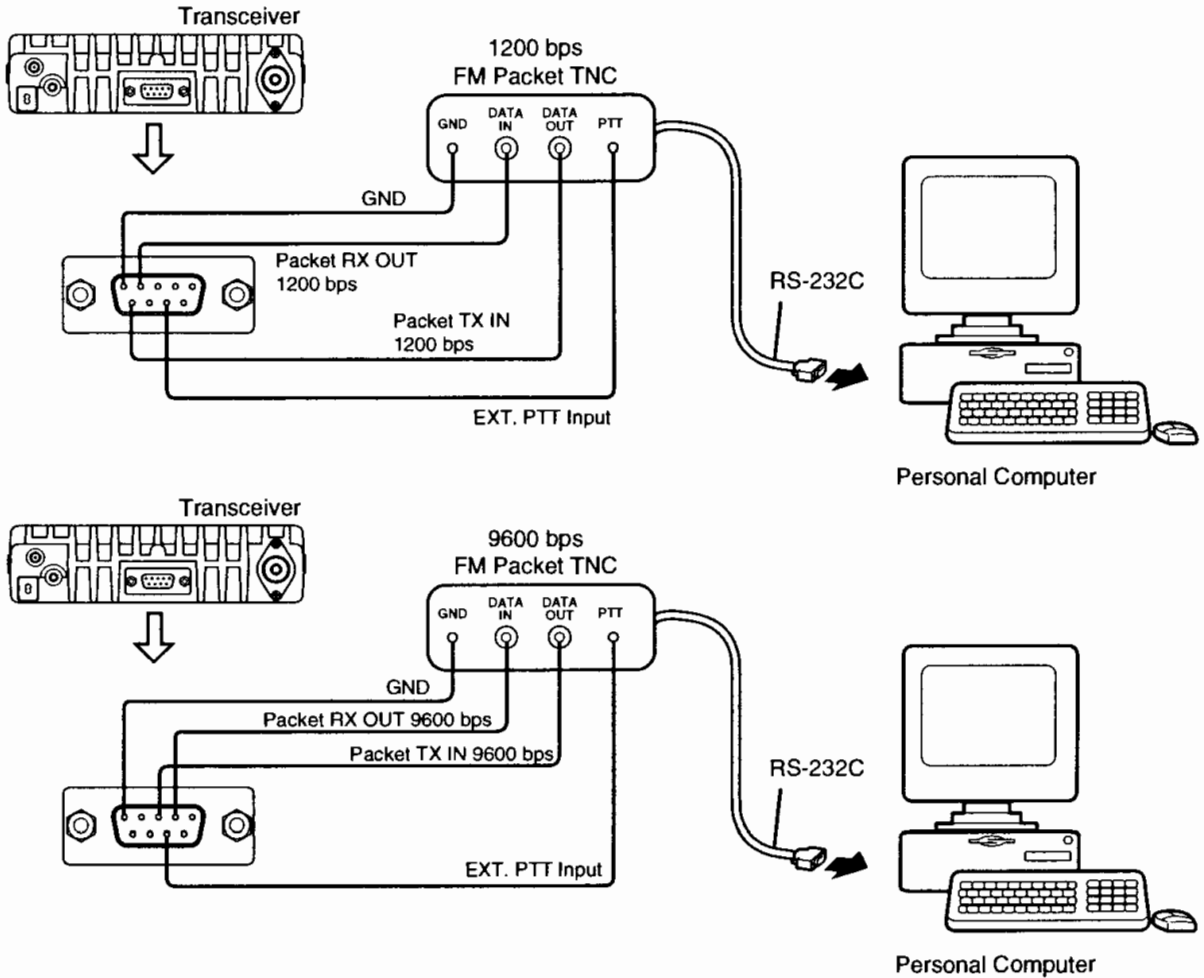 Transceiver
1200 bps
FM Packet TNC
GND
DATA
IN
DATA
OUT
PTT
GND
Packet RX OUT
1200 bps
RS-232C
Packet TX IN
1200 bps
EXT. PTT Input
Personal Computer
Transceiver
9600 bps
FM Packet TNC
GND
DATA
IN
DATA
OUT
PTT
GND
Packet RX OUT 9600 bps
Packet TX IN 9600 bps
RS-232C
EXT. PTT Input
Personal Computer